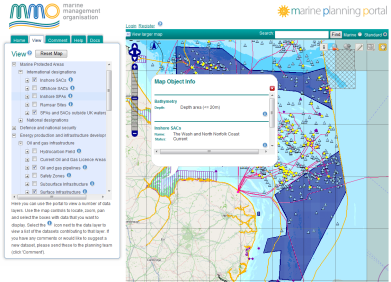 mmo
marine
management
organisation
marine planning portal
Login Register
Home
View
Comment
Help
Docs
View larger map
Search
Find
Marine
Standard
View
Reset Map
Marine Protected Areas
International designations
Inshore SACs
Offshore SACs
Inshore SPAs
Ramsar Sites
SPAs and SACs outside UK waters
National designations
Defence and national security
Energy production and infrastructure develop
Oil and gas infrastructure
Hydrocarbon Field
Current Oil and Gas Licence Areas
Oil and gas pipelines
Safety Zones
Subsurface Infrastructure
Surface Infrastructure
Map Object Info
Bathymetry
Depth Depth area (>= 00m)
Inshore SACs
Name The Wash and North Norfolk Coast
Status Current
Here you can use the portal to view a number of data
layers. Use the map controls to locate, zoom, pan
and select the boxes with data that you want to
display. Select the icon next to the data layer to
view a list of the datasets contributing to that layer. If
you have any comments or would like to suggest a
new dataset, please send these to the planning team
(click Comment).